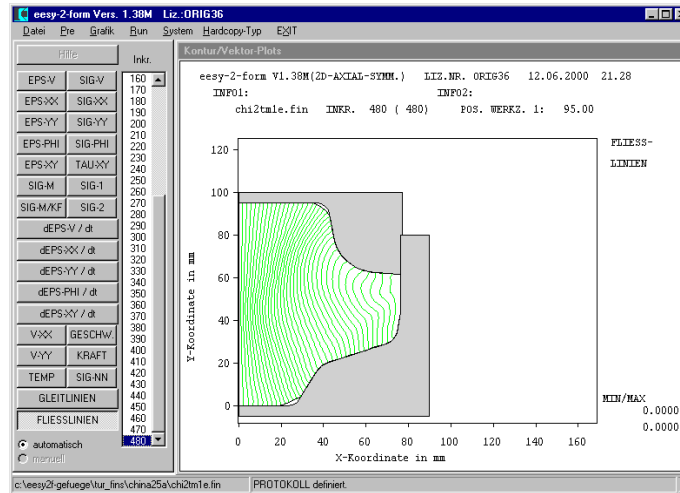 eesy-2-form Vers. 1.38M Liz.:ORIG36
Datei Pre Grafik Run System Hardcopy-Typ EXIT
Hilfe
Inkr.
EPS-V SIG-V
EPS-XX SIG-XX
EPS-YY SIG-YY
EPS-PHI SIG-PHI
EPS-XY TAU-XY
SIG-M SIG-1
SIG-M/KF SIG-2
dEPS-V / dt
dEPS-XX / dt
dEPS-YY / dt
dEPS-PHI / dt
dEPS-XY / dt
V-XX GESCHW.
V-YY KRAFT
TEMP SIG-NN
GLEITLINIEN
FLIESSLINIEN
automatisch
manuell
160
170
180
190
200
210
220
230
240
250
260
270
280
290
300
310
320
330
340
350
360
370
380
390
400
410
420
430
440
450
460
470
480
Kontur/Vektor-Plots
eesy-2-form V1.38M(2D-AXIAL-SYMM.) LIZ.NR. ORIG36 12.06.2000 21.28
INFO1: INFO2:
chi2tm1e.fin INKR. 480 ( 480) POS. WERKZ. 1: 95.00
FLIESS-
LINIEN
120
100
80
60
40
20
0
Y-Koordinate in mm
0 20 40 60 80 100 120 140 160
X-Koordinate in mm
MIN/MAX
0.0000
0.0000
c:\eesy2f-gefuege\tur_fins\china25a\chi2tm1e.fin PROTOKOLL definiert.